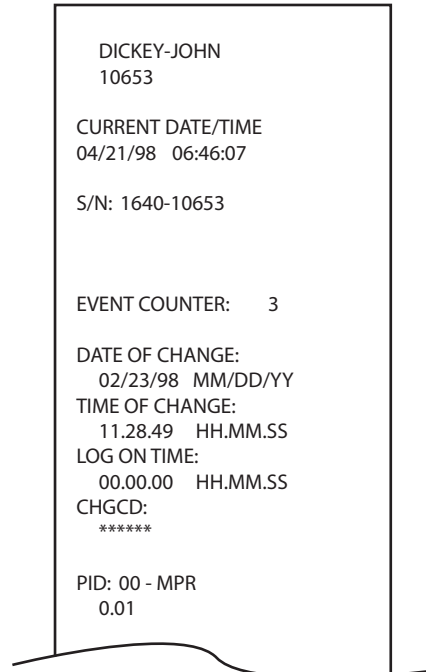 DICKEY-JOHN
10653
CURRENT DATE/TIME
04/21/98 06:46:07
S/N: 1640-10653
EVENT COUNTER: 3
DATE OF CHANGE:
02/23/98 MM/DD/YY
TIME OF CHANGE:
11.28.49 HH.MM.SS
LOG ON TIME:
00.00.00 HH.MM.SS
CHGCD:
******
PID: 00 - MPR
0.01